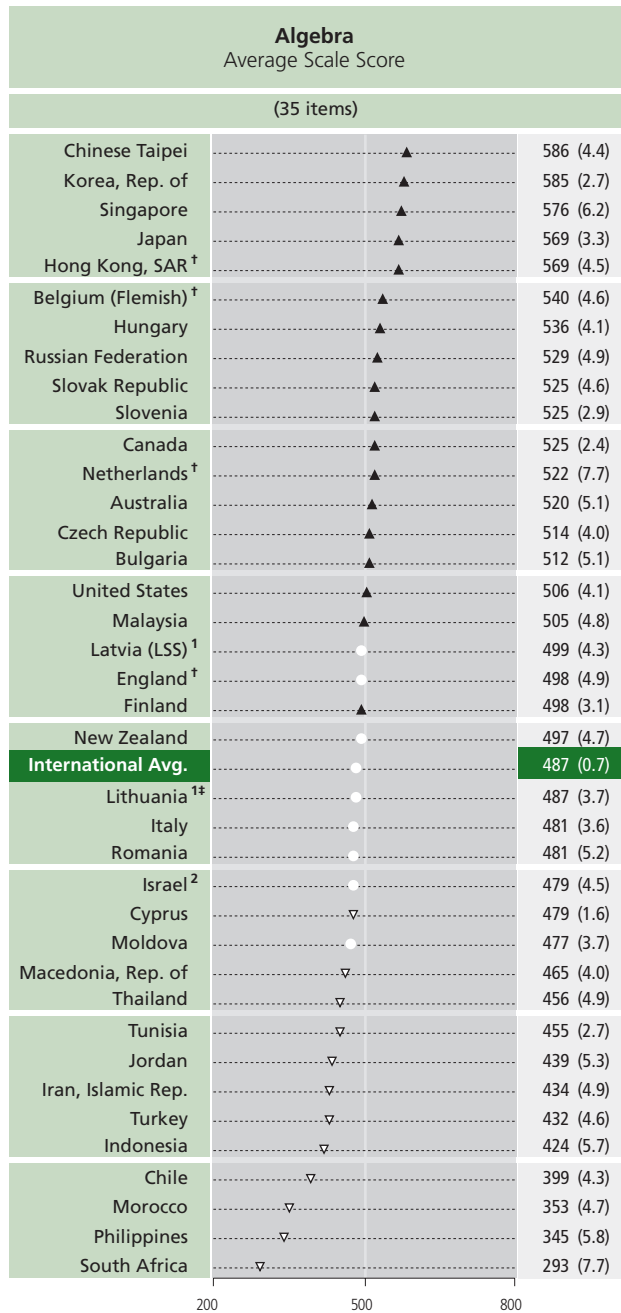 Algebra
Average Scale Score
(35 items)
Chinese Taipei 586 (4.4)
Korea, Rep. of 585 (2.7)
Singapore 576 (6.2)
Japan 569 (3.3)
Hong Kong, SAR † 569 (4.5)
Belgium (Flemish) † 540 (4.6)
Hungary 536 (4.1)
Russian Federation 529 (4.9)
Slovak Republic 525 (4.6)
Slovenia 525 (2.9)
Canada 525 (2.4)
Netherlands † 522 (7.7)
Australia 520 (5.1)
Czech Republic 514 (4.0)
Bulgaria 512 (5.1)
United States 506 (4.1)
Malaysia 505 (4.8)
Latvia (LSS) 1 499 (4.3)
England † 498 (4.9)
Finland 498 (3.1)
New Zealand 497 (4.7)
International Avg. 487 (0.7)
Lithuania 1‡ 487 (3.7)
Italy 481 (3.6)
Romania 481 (5.2)
Israel 2 479 (4.5)
Cyprus 479 (1.6)
Moldova 477 (3.7)
Macedonia, Rep. of 465 (4.0)
Thailand 456 (4.9)
Tunisia 455 (2.7)
Jordan 439 (5.3)
Iran, Islamic Rep. 434 (4.9)
Turkey 432 (4.6)
Indonesia 424 (5.7)
Chile 399 (4.3)
Morocco 353 (4.7)
Philippines 345 (5.8)
South Africa 293 (7.7)
200 500 800